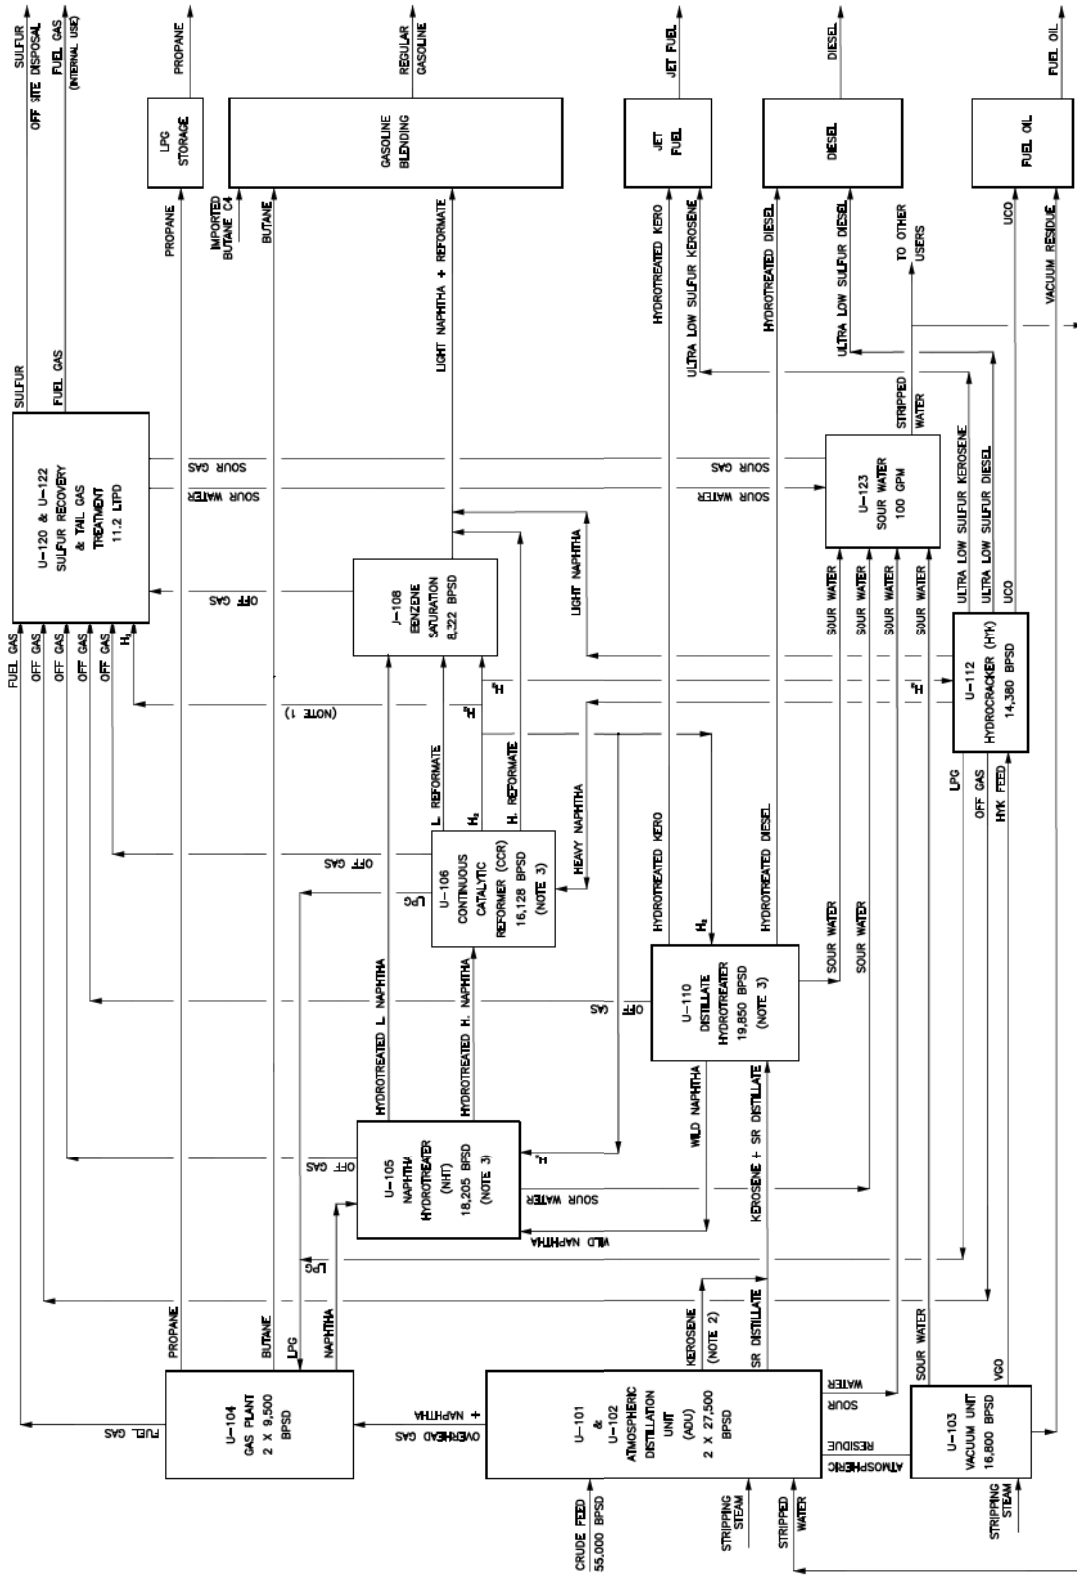 SULFUR
OFF SITE DISPOSAL
FUEL GAS
(INTERNAL USE)
PROPANE
REGULAR
GASOLINE
JET FUEL
DIESEL
FUEL OIL
LPG
STORAGE
GASOLINE
BLENDING
JET
FUEL
DIESEL
FUEL OIL
PROPANE
IMPORTED
BUTANE C4
BUTANE
LIGHT NAPHTHA + REFORMATE
HYDROTREATED KERO
ULTRA LOW SULFUR KEROSENE
HYDROTREATED DIESEL
ULTRA LOW SULFUR DIESEL
TO OTHER
USERS
UCO
VACUUM RESIDUE
SULFUR
FUEL GAS
U-120 & U-122
SULFUR RECOVERY
& TAIL GAS
TREATMENT
11.2 LTPD
SOUR GAS
SOUR WATER
SOUR GAS
SOUR WATER
STRIPPED
WATER
U-123
SOUR WATER
100 GPM
ULTRA LOW SULFUR KEROSENE
ULTRA LOW SULFUR DIESEL
UCO
FUEL GAS
OFF GAS
OFF GAS
OFF GAS
OFF GAS
H₂
OFF GAS
U-108
BENZENE
SATURATION
8,322 BPSD
LIGHT NAPHTHA
SOUR WATER
SOUR WATER
SOUR WATER
SOUR WATER
U-112
HYDROCRACKER (HYK)
14,380 BPSD
(NOTE 1)
H₂
H₂
H₂
L. REFORMATE
H₂
H. REFORMATE
HEAVY NAPHTHA
LPG
OFF GAS
HYK FEED
OFF GAS
LPG
U-106
CONTINUOUS
CATALYTIC
REFORMER (CCR)
16,128 BPSD
(NOTE 3)
HYDROTREATED KERO
H₂
HYDROTREATED DIESEL
SOUR WATER
SOUR WATER
HYDROTREATED L. NAPHTHA
HYDROTREATED H. NAPHTHA
OFF GAS
U-110
DISTILLATE
HYDROTREATER
19,850 BPSD
(NOTE 3)
OFF GAS
U-105
NAPHTHA
HYDROTREATER
(NHT)
18,205 BPSD
(NOTE 3)
H₂
SOUR WATER
WILD NAPHTHA
WILD NAPHTHA
KEROSENE + SR DISTILLATE
LPG
PROPANE
BUTANE
LPG
NAPHTHA
KEROSENE
(NOTE 2)
SR DISTILLATE
SOUR WATER
VGO
FUEL GAS
U-104
GAS PLANT
2 X 9,500
BPSD
OVERHEAD GAS
+ NAPHTHA
U-101
&
U-102
ATMOSPHERIC
DISTILLATION
UNIT
(ADU)
2 X 27,500
BPSD
SOUR
WATER
ATMOSPHERIC
RESIDUE
U-103
VACUUM UNIT
16,800 BPSD
CRUDE FEED
55,000 BPSD
STRIPPING
STEAM
STRIPPED
WATER
STRIPPING
STEAM